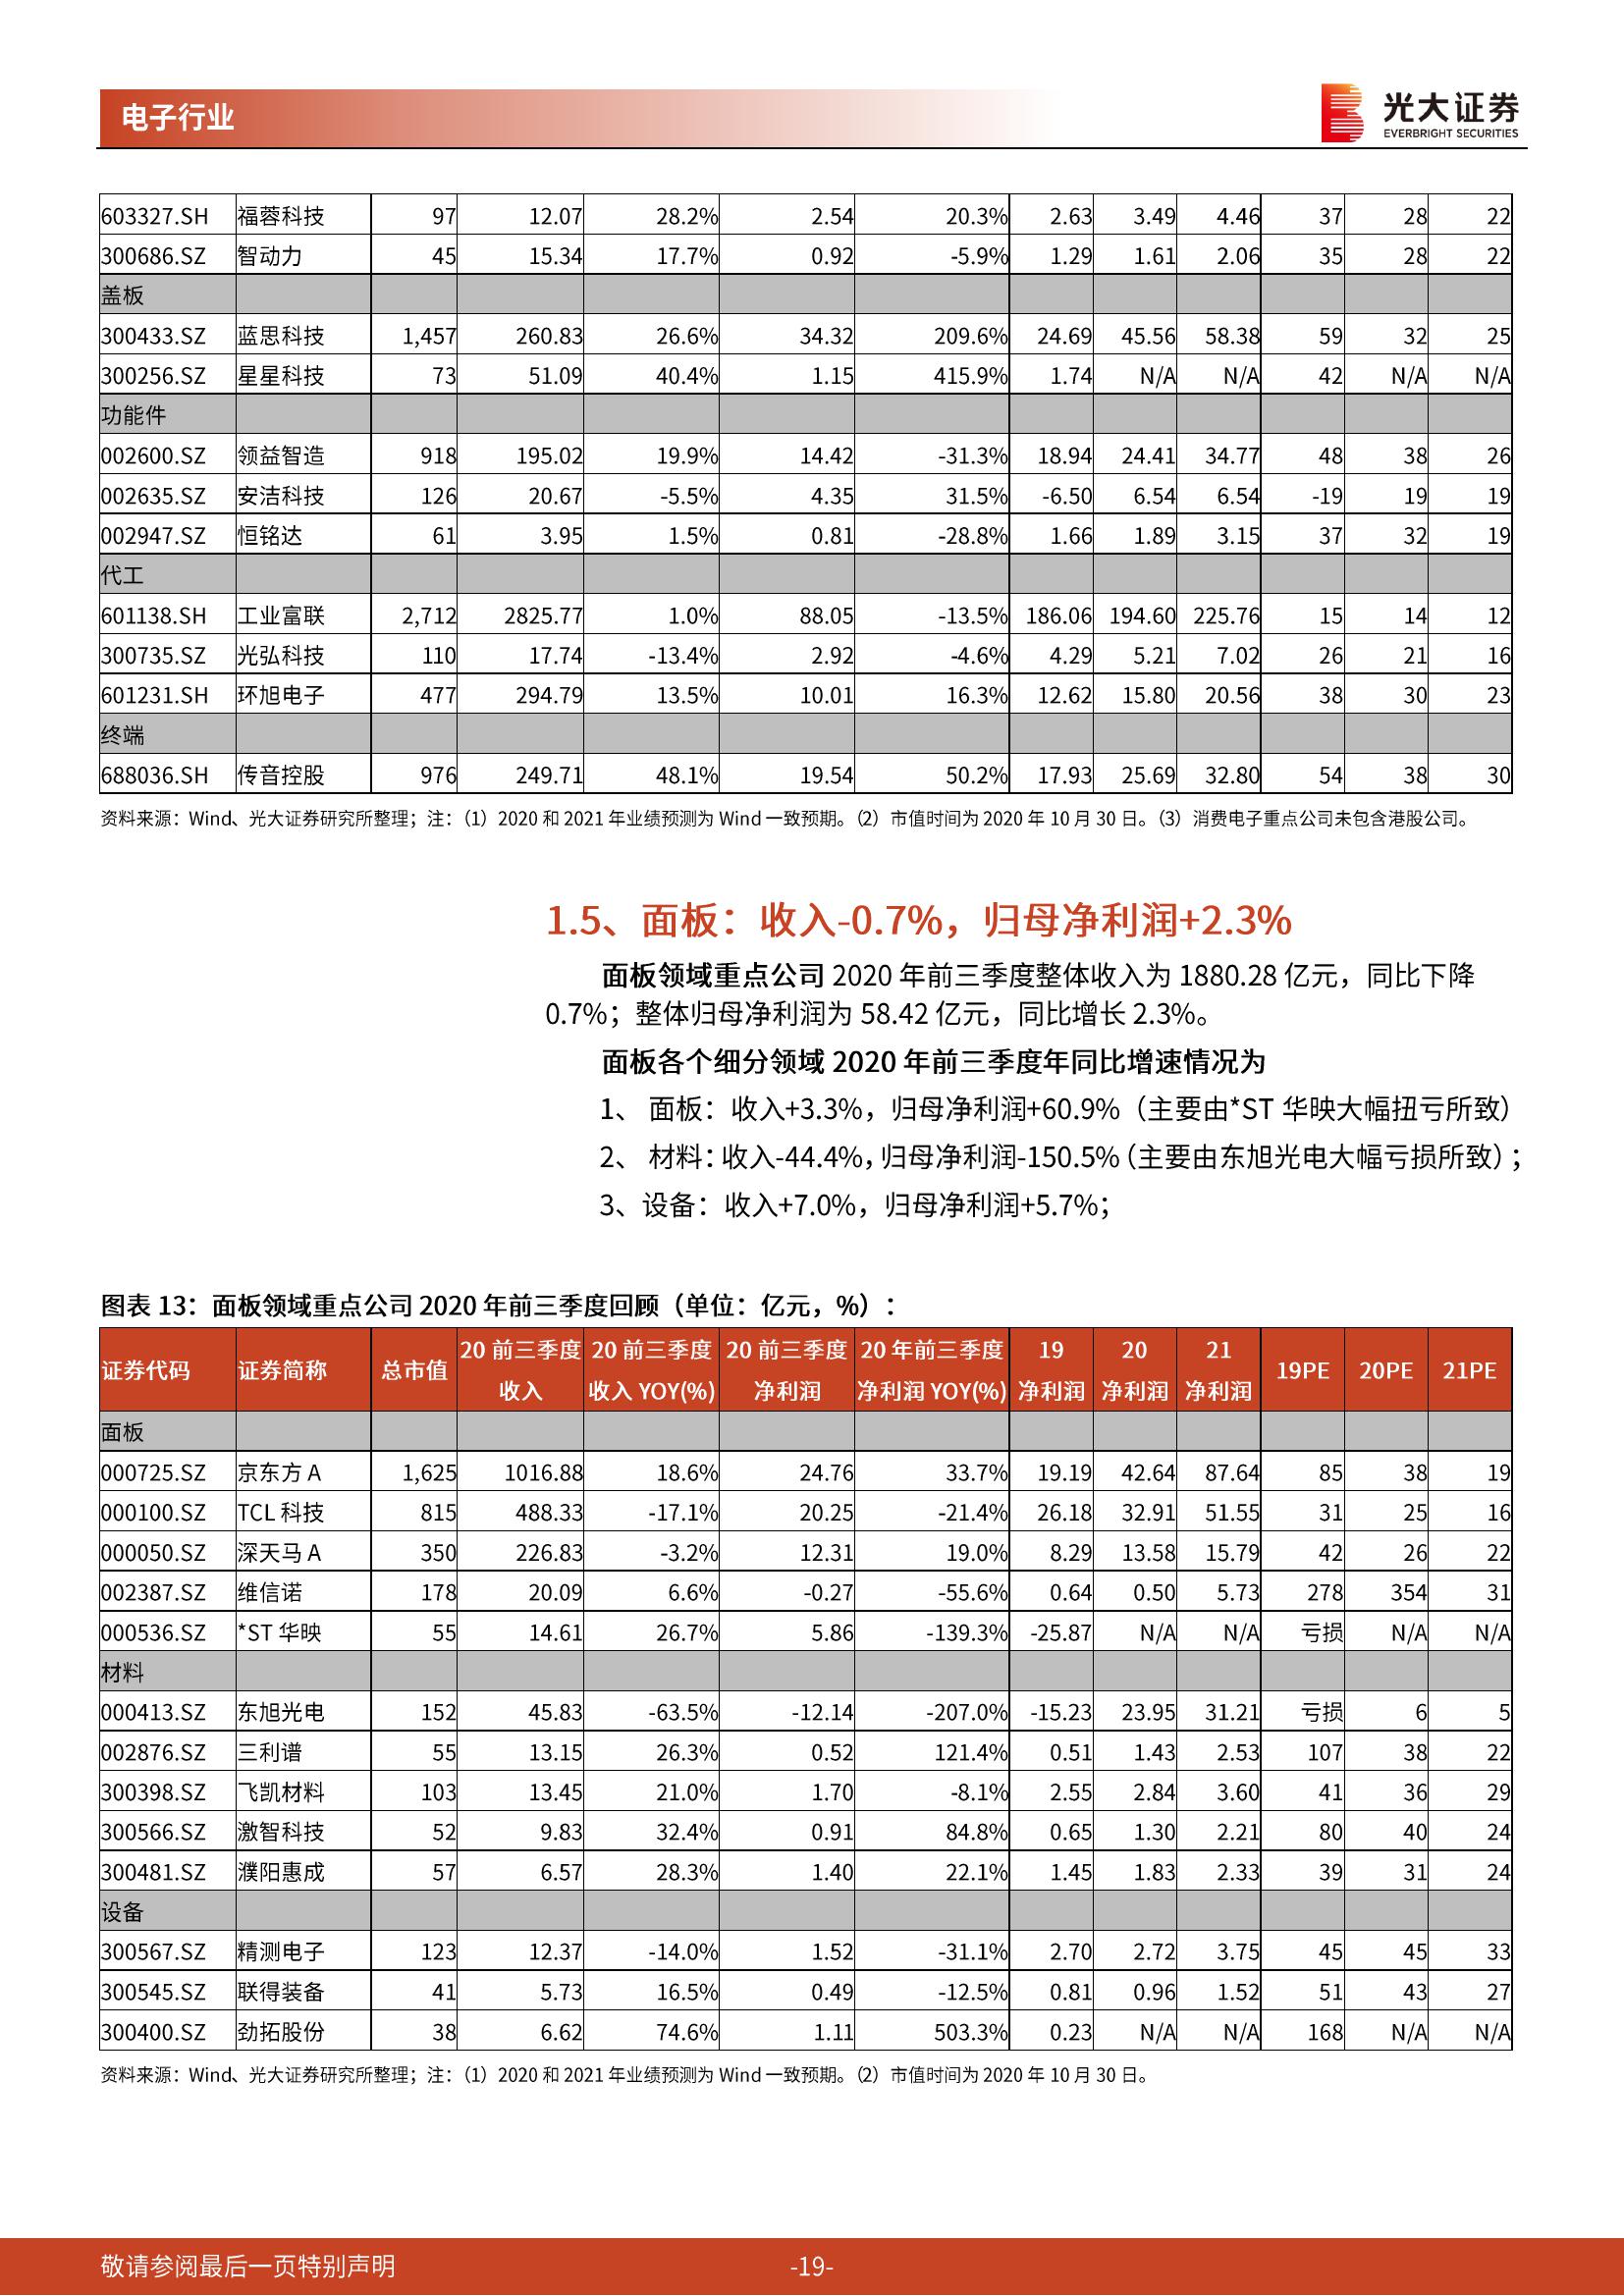 电子行业
光大证券
EVERBRIGHT SECURITIES
603327.SH 福蓉科技 97 12.07 28.2% 2.54 20.3% 2.63 3.49 4.46 37 28 22
300686.SZ 智动力 45 15.34 17.7% 0.92 -5.9% 1.29 1.61 2.06 35 28 22
盖板
300433.SZ 蓝思科技 1,457 260.83 26.6% 34.32 209.6% 24.69 45.56 58.38 59 32 25
300256.SZ 星星科技 73 51.09 40.4% 1.15 415.9% 1.74 N/A N/A 42 N/A N/A
功能件
002600.SZ 领益智造 918 195.02 19.9% 14.42 -31.3% 18.94 24.41 34.77 48 38 26
002635.SZ 安洁科技 126 20.67 -5.5% 4.35 31.5% -6.50 6.54 6.54 -19 19 19
002947.SZ 恒铭达 61 3.95 1.5% 0.81 -28.8% 1.66 1.89 3.15 37 32 19
代工
601138.SH 工业富联 2,712 2825.77 1.0% 88.05 -13.5% 186.06 194.60 225.76 15 14 12
300735.SZ 光弘科技 110 17.74 -13.4% 2.92 -4.6% 4.29 5.21 7.02 26 21 16
601231.SH 环旭电子 477 294.79 13.5% 10.01 16.3% 12.62 15.80 20.56 38 30 23
终端
688036.SH 传音控股 976 249.71 48.1% 19.54 50.2% 17.93 25.69 32.80 54 38 30
资料来源：Wind、光大证券研究所整理；注：（1）2020 和 2021 年业绩预测为 Wind 一致预期。（2）市值时间为 2020 年 10 月 30 日。（3）消费电子重点公司未包含港股公司。
1.5、面板：收入-0.7%，归母净利润+2.3%
面板领域重点公司 2020 年前三季度整体收入为 1880.28 亿元，同比下降
0.7%；整体归母净利润为 58.42 亿元，同比增长 2.3%。
面板各个细分领域 2020 年前三季度年同比增速情况为
1、 面板：收入+3.3%，归母净利润+60.9%（主要由*ST 华映大幅扭亏所致）
2、 材料：收入-44.4%，归母净利润-150.5%（主要由东旭光电大幅亏损所致）；
3、设备：收入+7.0%，归母净利润+5.7%；
图表 13：面板领域重点公司 2020 年前三季度回顾（单位：亿元，%）：
证券代码 证券简称 总市值 20 前三季度收入 20 前三季度收入 YOY(%) 20 前三季度净利润 20 年前三季度净利润 YOY(%) 19净利润 20净利润 21净利润 19PE 20PE 21PE
面板
000725.SZ 京东方 A 1,625 1016.88 18.6% 24.76 33.7% 19.19 42.64 87.64 85 38 19
000100.SZ TCL 科技 815 488.33 -17.1% 20.25 -21.4% 26.18 32.91 51.55 31 25 16
000050.SZ 深天马 A 350 226.83 -3.2% 12.31 19.0% 8.29 13.58 15.79 42 26 22
002387.SZ 维信诺 178 20.09 6.6% -0.27 -55.6% 0.64 0.50 5.73 278 354 31
000536.SZ *ST 华映 55 14.61 26.7% 5.86 -139.3% -25.87 N/A N/A 亏损 N/A N/A
材料
000413.SZ 东旭光电 152 45.83 -63.5% -12.14 -207.0% -15.23 23.95 31.21 亏损 6 5
002876.SZ 三利谱 55 13.15 26.3% 0.52 121.4% 0.51 1.43 2.53 107 38 22
300398.SZ 飞凯材料 103 13.45 21.0% 1.70 -8.1% 2.55 2.84 3.60 41 36 29
300566.SZ 激智科技 52 9.83 32.4% 0.91 84.8% 0.65 1.30 2.21 80 40 24
300481.SZ 濮阳惠成 57 6.57 28.3% 1.40 22.1% 1.45 1.83 2.33 39 31 24
设备
300567.SZ 精测电子 123 12.37 -14.0% 1.52 -31.1% 2.70 2.72 3.75 45 45 33
300545.SZ 联得装备 41 5.73 16.5% 0.49 -12.5% 0.81 0.96 1.52 51 43 27
300400.SZ 劲拓股份 38 6.62 74.6% 1.11 503.3% 0.23 N/A N/A 168 N/A N/A
资料来源：Wind、光大证券研究所整理；注：（1）2020 和 2021 年业绩预测为 Wind 一致预期。（2）市值时间为 2020 年 10 月 30 日。
敬请参阅最后一页特别声明 -19-